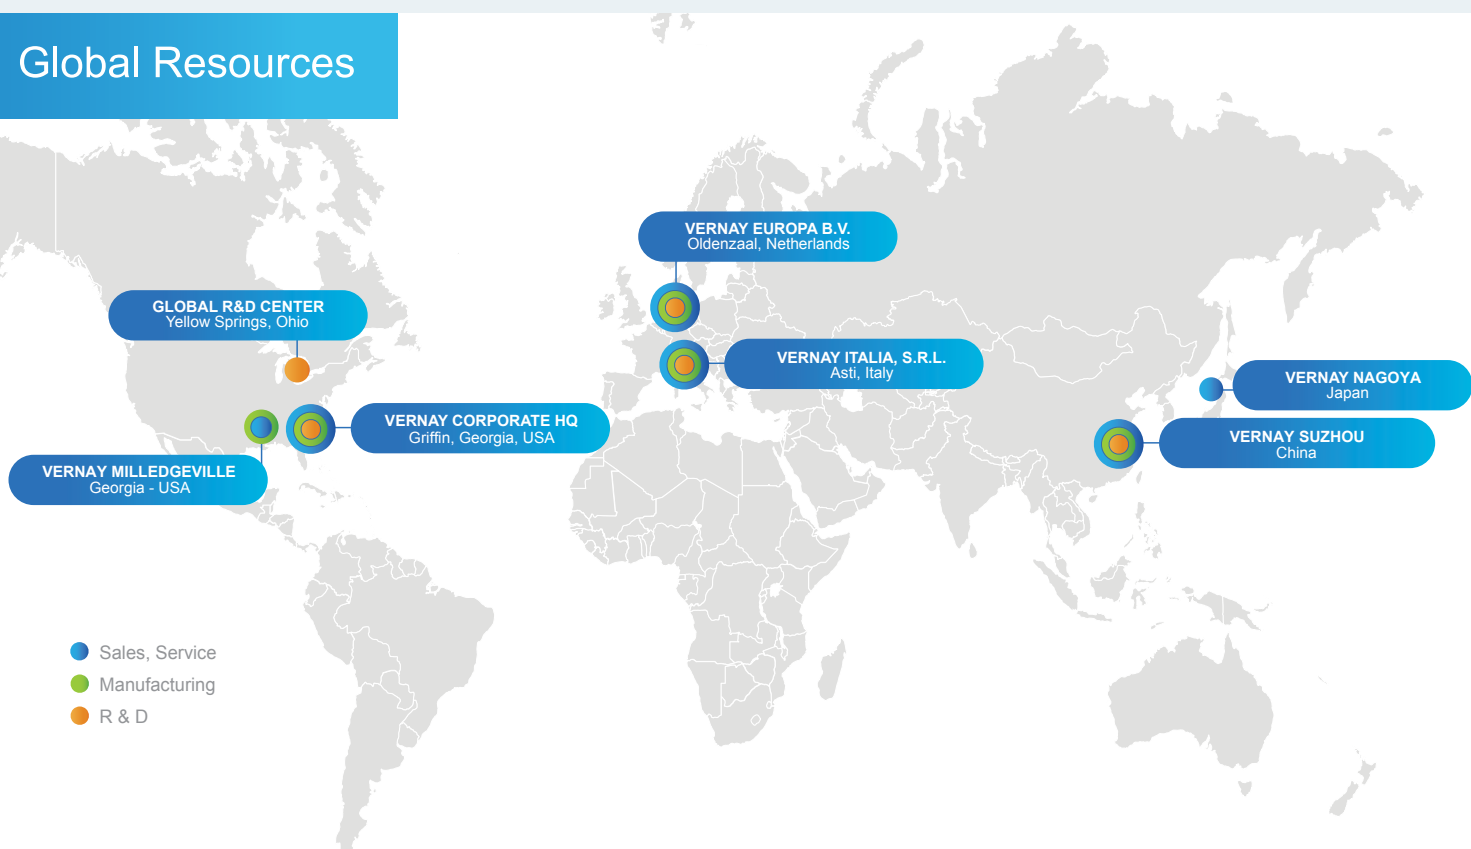 Global Resources
VERNAY EUROPA B.V.
Oldenzaal, Netherlands
GLOBAL R&D CENTER
Yellow Springs, Ohio
VERNAY ITALIA, S.R.L.
Asti, Italy
VERNAY NAGOYA
Japan
VERNAY CORPORATE HQ
Griffin, Georgia, USA
VERNAY SUZHOU
China
VERNAY MILLEDGEVILLE
Georgia - USA
Sales, Service
Manufacturing
R & D